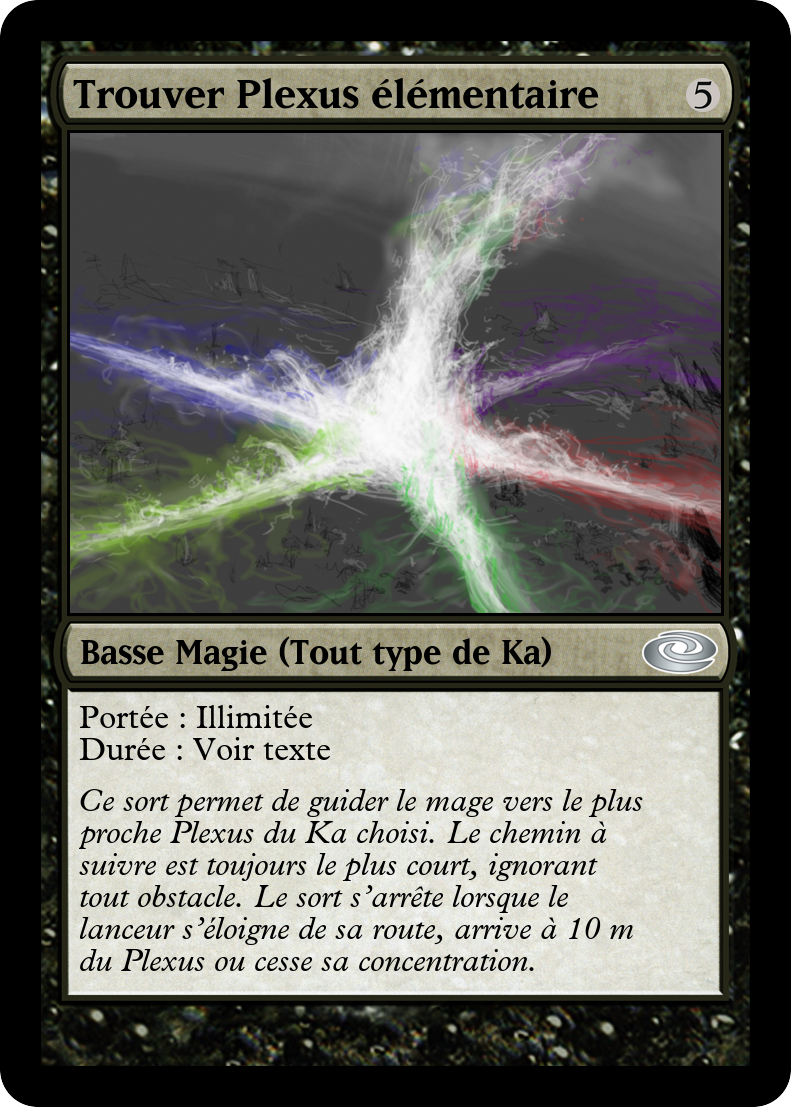 Trouver Plexus élémentaire 5
Basse Magie (Tout type de Ka)
Portée : Illimitée
Durée : Voir texte
Ce sort permet de guider le mage vers le plus
proche Plexus du Ka choisi. Le chemin à
suivre est toujours le plus court, ignorant
tout obstacle. Le sort s'arrête lorsque le
lanceur s'éloigne de sa route, arrive à 10 m
du Plexus ou cesse sa concentration.